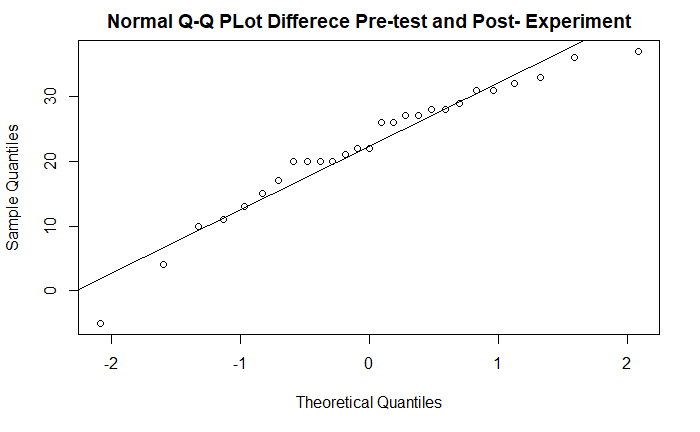 Normal Q-Q PLot Differece Pre-test and Post- Experiment
Sample Quantiles
30
20
10
0
-2 -1 0 1 2
Theoretical Quantiles